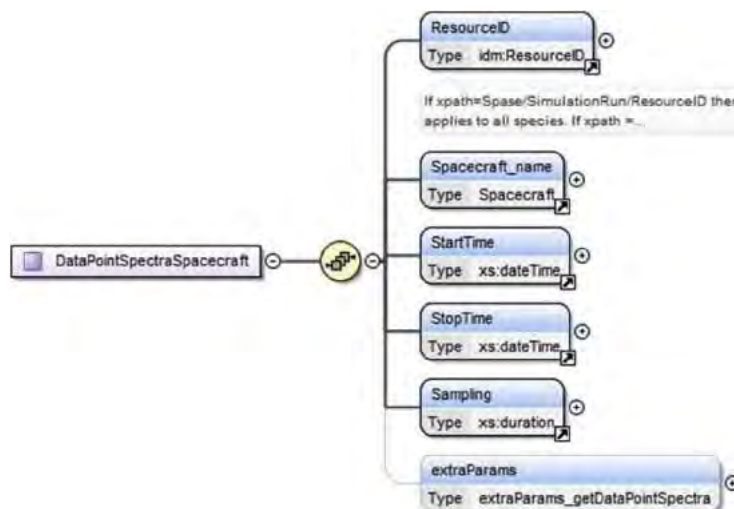 ResourceID
Type idm:ResourceID
If xpath=Spase/SimulationRun/ResourceID then
applies to all species. If xpath =...
Spacecraft_name
Type Spacecraft
DataPointSpectraSpacecraft
StartTime
Type xs:dateTime
StopTime
Type xs:dateTime
Sampling
Type xs:duration
extraParams
Type extraParams_getDataPointSpectra